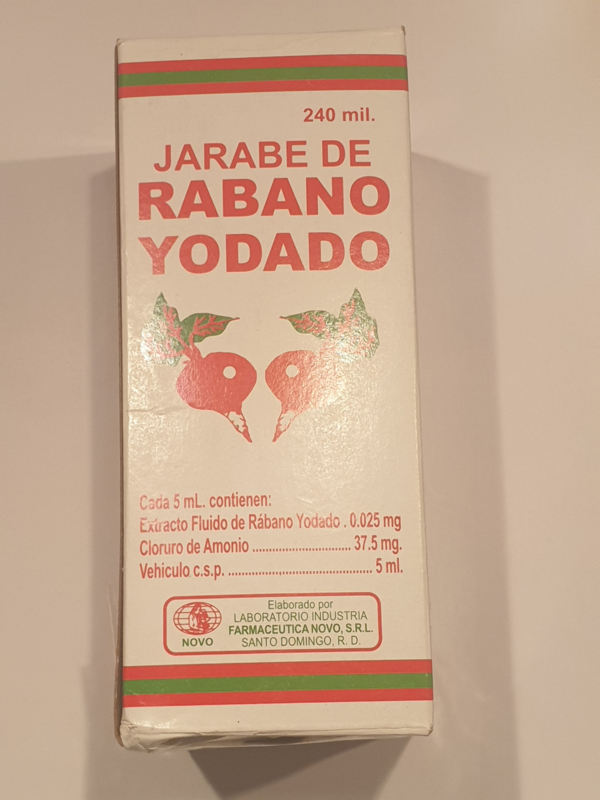 240 mil.
JARABE DE
RABANO
YODADO
Cada 5 mL. contienen:
Extracto Fluido de Rábano Yodado . 0.025 mg
Cloruro de Amonio .............................. 37.5 mg.
Vehiculo c.s.p. ............................................ 5 ml.
Elaborado por
LABORATORIO INDUSTRIA
FARMACEUTICA NOVO, S.R.L.
SANTO DOMINGO, R. D.
NOVO